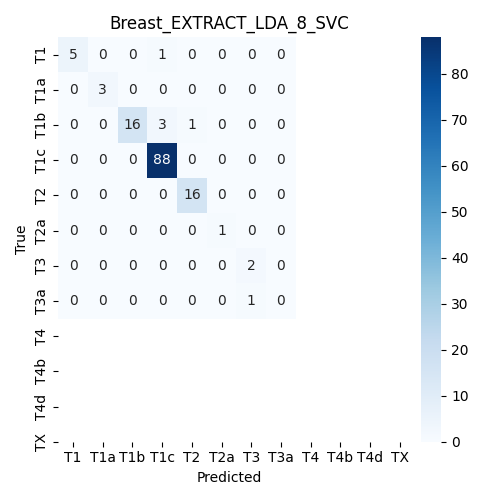 Breast_EXTRACT_LDA_8_SVC
T1 5 0 0 1 0 0 0 0
T1a 0 3 0 0 0 0 0 0
T1b 0 0 16 3 1 0 0 0
T1c 0 0 0 88 0 0 0 0
T2 0 0 0 0 16 0 0 0
T2a 0 0 0 0 0 1 0 0
T3 0 0 0 0 0 0 2 0
T3a 0 0 0 0 0 0 1 0
T4
T4b
T4d
TX
True
T1 T1a T1b T1c T2 T2a T3 T3a T4 T4b T4d TX
Predicted
80
70
60
50
40
30
20
10
0